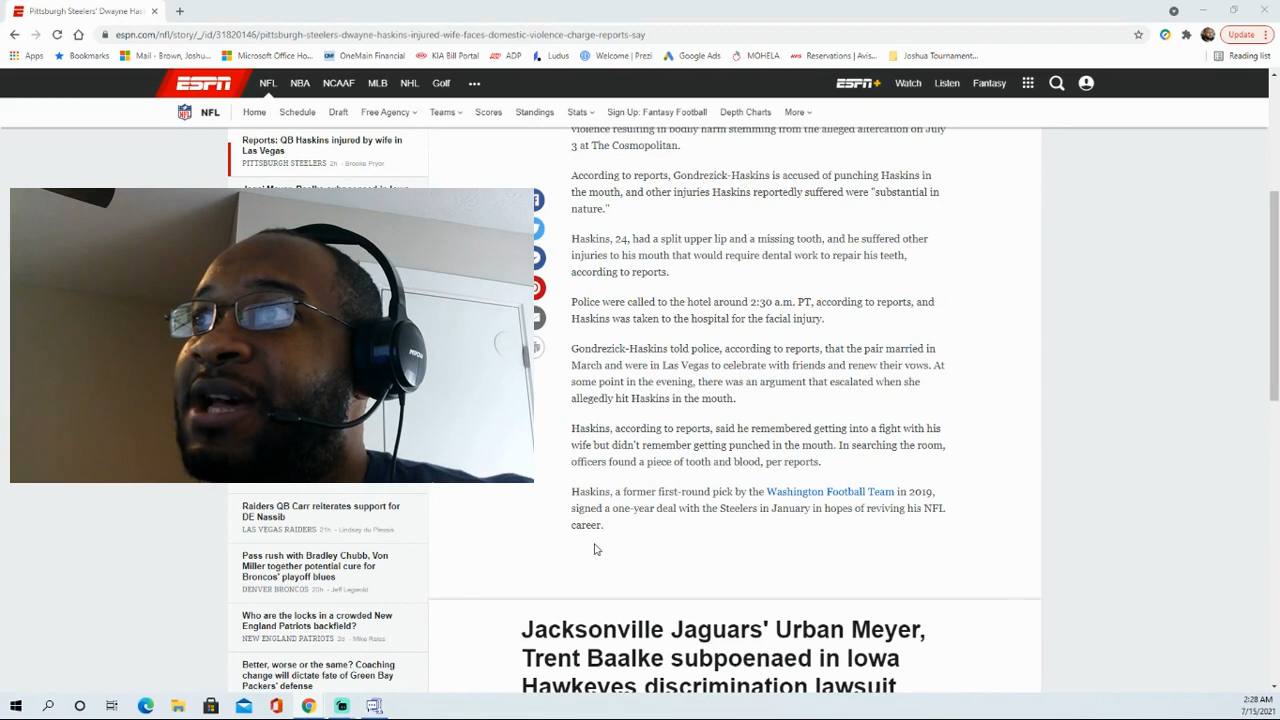 Pittsburgh Steelers' Dwayne Has
espn.com/nfl/story/_/id/31820146/pittsburgh-steelers-dwayne-haskins-injured-wife-faces-domestic-violence-charge-reports-say
Update
Apps
Bookmarks
Mail - Brown, Joshu...
Microsoft Office Ho...
OneMain Financial
KIA Bill Portal
ADP
Ludus
Welcome | Prezi
Google Ads
MOHELA
Reservations | Avis...
Joshua Tournament...
Reading list
ESPN
NFL
NBA
NCAAF
MLB
NHL
Golf
ESPN+
Watch
Listen
Fantasy
NFL
Home
Schedule
Draft
Free Agency
Teams
Scores
Stats
Standings
Sign Up: Fantasy Football
Depth Charts
More
Reports: QB Haskins injured by wife in
Las Vegas
PITTSBURGH STEELERS 2h - Brooke Pryor
violence resulting in bodily harm stemming from the alleged altercation on July
3 at The Cosmopolitan.
According to reports, Gondrezick-Haskins is accused of punching Haskins in
the mouth, and other injuries Haskins reportedly suffered were "substantial in
nature."
Haskins, 24, had a split upper lip and a missing tooth, and he suffered other
injuries to his mouth that would require dental work to repair his teeth,
according to reports.
Police were called to the hotel around 2:30 a.m. PT, according to reports, and
Haskins was taken to the hospital for the facial injury.
Gondrezick-Haskins told police, according to reports, that the pair married in
March and were in Las Vegas to celebrate with friends and renew their vows. At
some point in the evening, there was an argument that escalated when she
allegedly hit Haskins in the mouth.
Haskins, according to reports, said he remembered getting into a fight with his
wife but didn't remember getting punched in the mouth. In searching the room,
officers found a piece of tooth and blood, per reports.
Haskins, a former first-round pick by the Washington Football Team in 2019,
signed a one-year deal with the Steelers in January in hopes of reviving his NFL
career.
Raiders QB Carr reiterates support for
DE Nassib
LAS VEGAS RAIDERS 21h - Lindsey du Plessis
Pass rush with Bradley Chubb, Von
Miller together potential cure for
Broncos' playoff blues
DENVER BRONCOS 20h - Jeff Legwold
Who are the locks in a crowded New
England Patriots backfield?
NEW ENGLAND PATRIOTS 2d - Mike Reiss
Better, worse or the same? Coaching
change will dictate fate of Green Bay
Packers' defense
Jacksonville Jaguars' Urban Meyer,
Trent Baalke subpoenaed in Iowa
Hawkeyes discrimination lawsuit
2:28 AM
7/15/2021